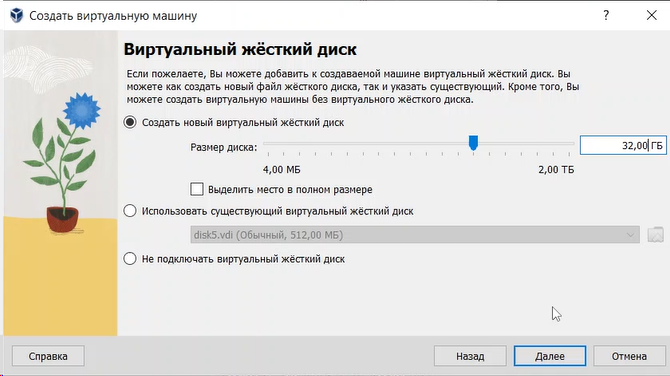 Создать виртуальную машину
Виртуальный жёсткий диск
Если пожелаете, Вы можете добавить к создаваемой машине виртуальный жёсткий диск. Вы
можете как создать новый файл жёсткого диска, так и указать существующий. Кроме того, Вы
можете создать виртуальную машины без виртуального жёсткого диска.
Создать новый виртуальный жёсткий диск
Размер диска:
32,00 ГБ
4,00 МБ
2,00 ТБ
Выделить место в полном размере
Использовать существующий виртуальный жёсткий диск
disk5.vdi (Обычный, 512,00 МБ)
Не подключать виртуальный жёсткий диск
Справка
Назад
Далее
Отмена